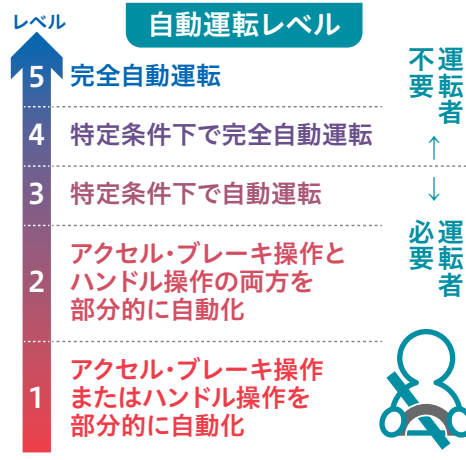 レベル
自動運転レベル
5 完全自動運転
4 特定条件下で完全自動運転
3 特定条件下で自動運転
2 アクセル・ブレーキ操作と
ハンドル操作の両方を
部分的に自動化
1 アクセル・ブレーキ操作
またはハンドル操作を
部分的に自動化
運転者
不要
↑
↓
運転者
必要